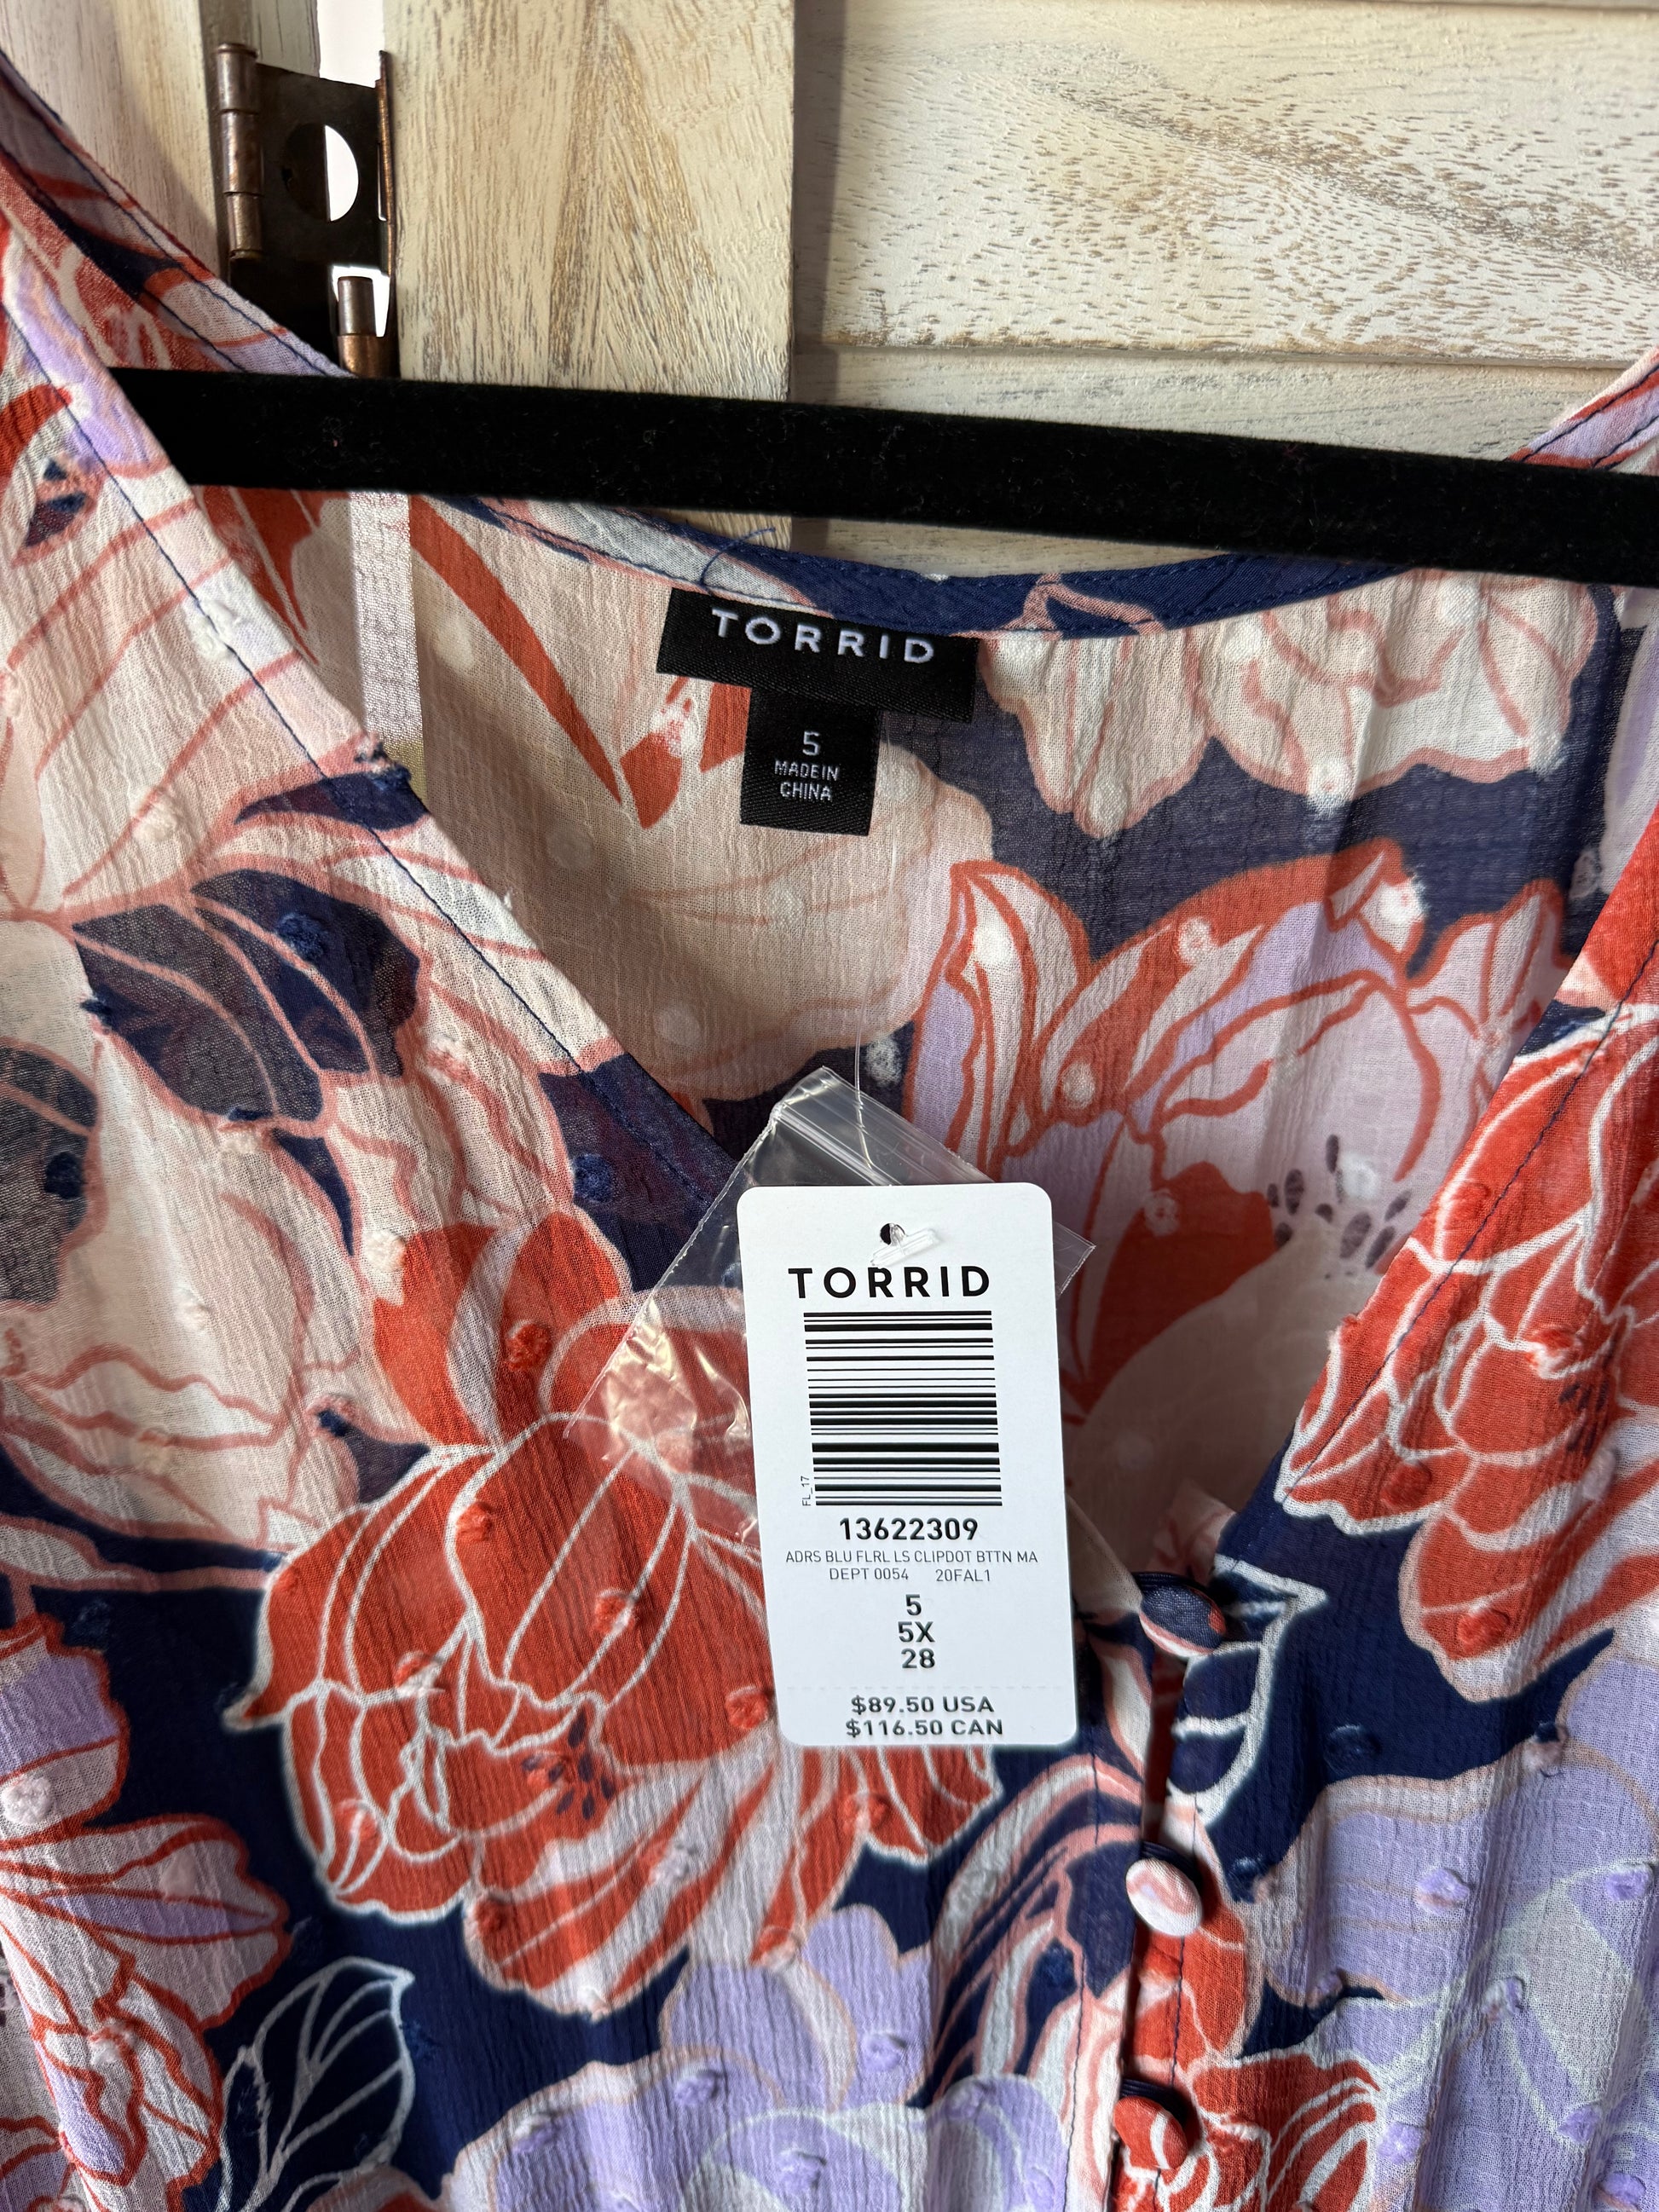 TORRID
5
MADE IN
CHINA
TORRID
FL_17
13622309
ADRS BLU FLRL LS CLIPDOT BTTN MA
DEPT 0054 20FAL1
5
5X
28
$89.50 USA
$116.50 CAN